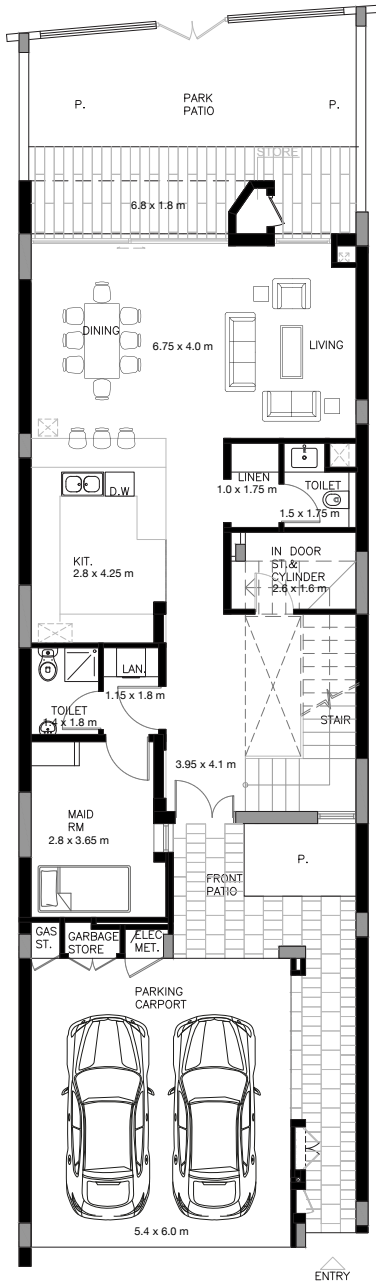 P.
PARK
PATIO
P.
STORE
6.8 x 1.8 m
DINING
6.75 x 4.0 m
LIVING
D.W
LINEN
1.0 x 1.75 m
TOILET
1.5 x 1.75 m
KIT.
2.8 x 4.25 m
IN DOOR
ST.&
CYLINDER
2.6 x 1.6 m
LAN.
1.15 x 1.8 m
TOILET
1.4 x 1.8 m
STAIR
3.95 x 4.1 m
MAID
RM
2.8 x 3.65 m
P.
FRONT
PATIO
GAS
ST.
GARBAGE
STORE
ELEC
MET.
PARKING
CARPORT
5.4 x 6.0 m
ENTRY